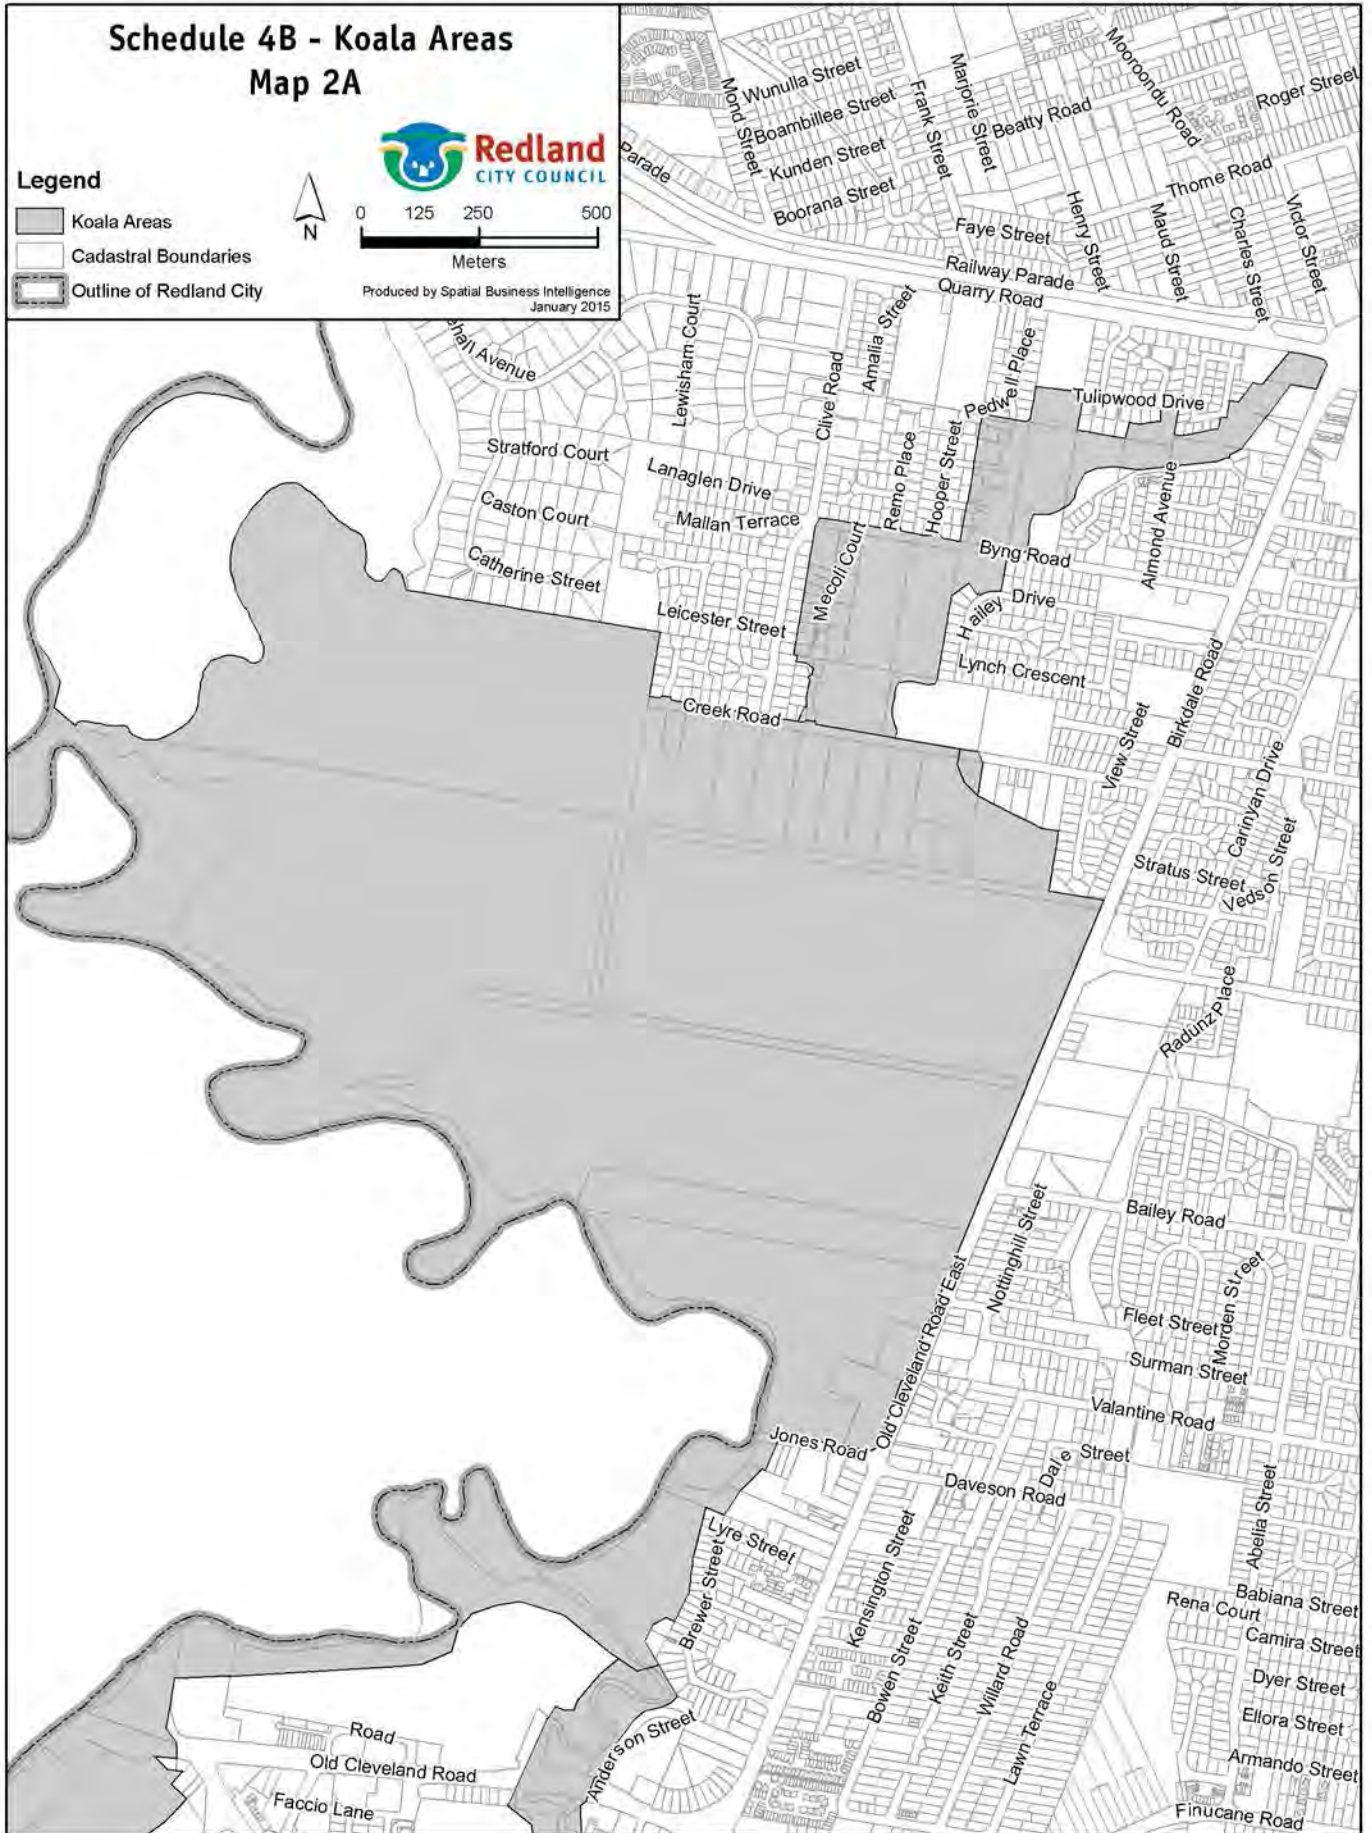 Schedule 4B - Koala Areas
Map 2A
Redland
CITY COUNCIL
Legend
Koala Areas
Cadastral Boundaries
Outline of Redland City
N
0 125 250 500
Meters
Produced by Spatial Business Intelligence
January 2015
Parade
Mond Street
Wunulla Street
Boambillee Street
Kunden Street
Boorana Street
Frank Street
Marjorie Street
Beatty Road
Mooroondu Road
Roger Street
Thorne Road
Henry Street
Maud Street
Charles Street
Victor Street
Faye Street
Railway Parade
Quarry Road
ehall Avenue
Lewisham Court
Clive Road
Amalia Street
Pedwell Place
Tulipwood Drive
Stratford Court
Lanaglen Drive
Remo Place
Hooper Street
Caston Court
Mallan Terrace
Mecoli Court
Byng Road
Almond Avenue
Catherine Street
Leicester Street
Hailey Drive
Lynch Crescent
Creek Road
Birkdale Road
View Street
Carinyan Drive
Stratus Street
Vedson Street
Radunz Place
Nottinghill Street
Bailey Road
Morden Street
Fleet Street
Surman Street
Old Cleveland Road East
Valantine Road
Jones Road
Dale Street
Daveson Road
Abelia Street
Lyre Street
Brewer Street
Kensington Street
Bowen Street
Keith Street
Willard Road
Lawn Terrace
Babiana Street
Rena Court
Camira Street
Dyer Street
Ellora Street
Armando Street
Finucane Road
Anderson Street
Road
Old Cleveland Road
Faccio Lane